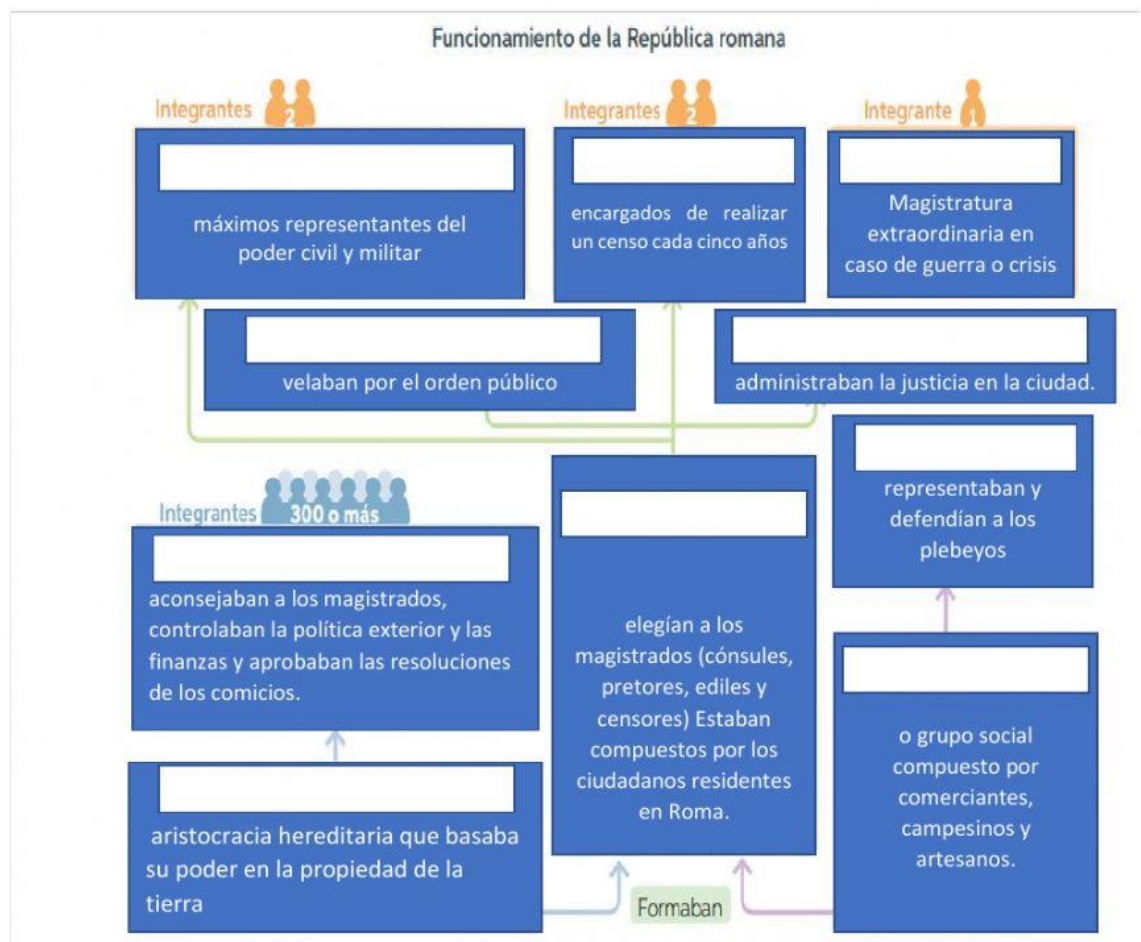 Funcionamiento de la República romana
Integrantes 2
máximos representantes del
poder civil y militar
Integrantes 2
encargados de realizar
un censo cada cinco años
Integrante 1
Magistratura
extraordinaria en
caso de guerra o crisis
velaban por el orden público
administraban la justicia en la ciudad.
Integrantes 300 o más
aconsejaban a los magistrados,
controlaban la política exterior y las
finanzas y aprobaban las resoluciones
de los comicios.
elegían a los
magistrados (cónsules,
pretores, ediles y
censores) Estaban
compuestos por los
ciudadanos residentes
en Roma.
representaban y
defendían a los
plebeyos
aristocracia hereditaria que basaba
su poder en la propiedad de la
tierra
o grupo social
compuesto por
comerciantes,
campesinos y
artesanos.
Formaban